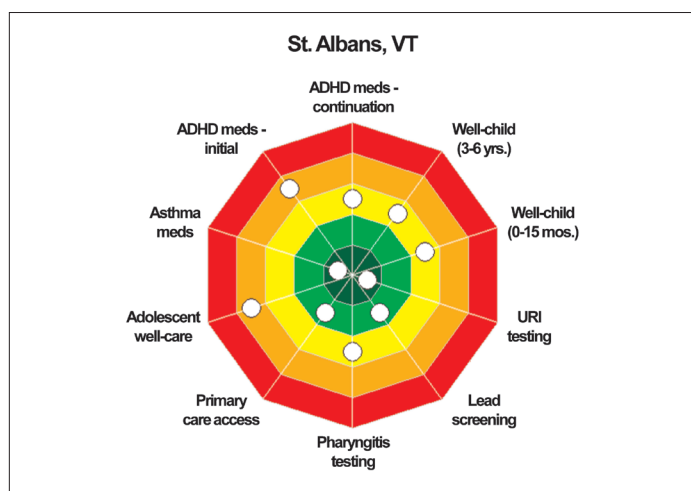 St. Albans, VT
ADHD meds -
continuation
ADHD meds -
initial
Well-child
(3-6 yrs.)
Asthma
meds
Well-child
(0-15 mos.)
Adolescent
well-care
URI
testing
Primary
care access
Lead
screening
Pharyngitis
testing